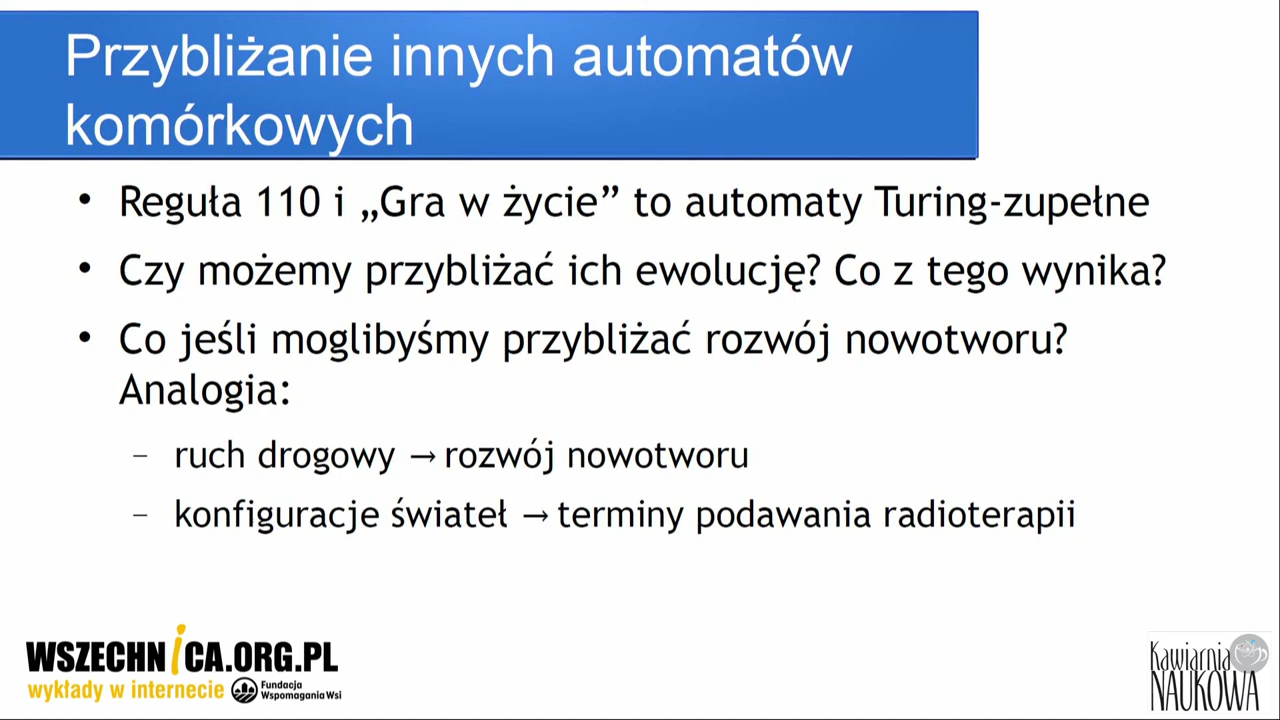 Przybliżanie innych automatów
komórkowych
• Reguła 110 i „Gra w życie” to automaty Turing-zupełne
• Czy możemy przybliżać ich ewolucję? Co z tego wynika?
• Co jeśli moglibyśmy przybliżać rozwój nowotworu?
Analogia:
– ruch drogowy → rozwój nowotworu
– konfiguracje świateł → terminy podawania radioterapii
WSZECHNiCA.ORG.PL
wykłady w internecie
Fundacja
Wspomagania Wsi
Kawiarnia
NAUKOWA